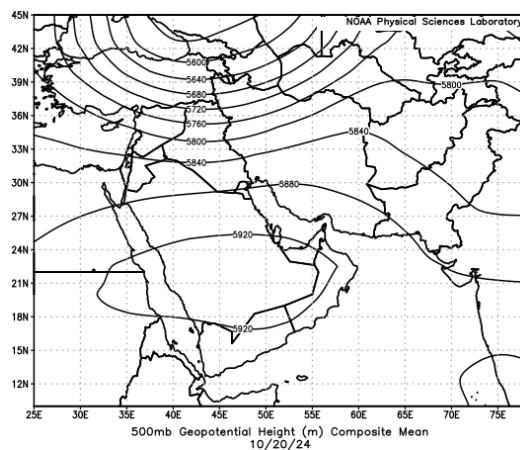 NOAA Physical Sciences Laboratory
45N
42N
39N
36N
33N
30N
27N
24N
21N
18N
15N
12N
5600
5640
5680
5720
5760
5800
5840
5800
5840
5880
5920
5920
25E 30E 35E 40E 45E 50E 55E 60E 65E 70E 75E
500mb Geopotential Height (m) Composite Mean
10/20/24